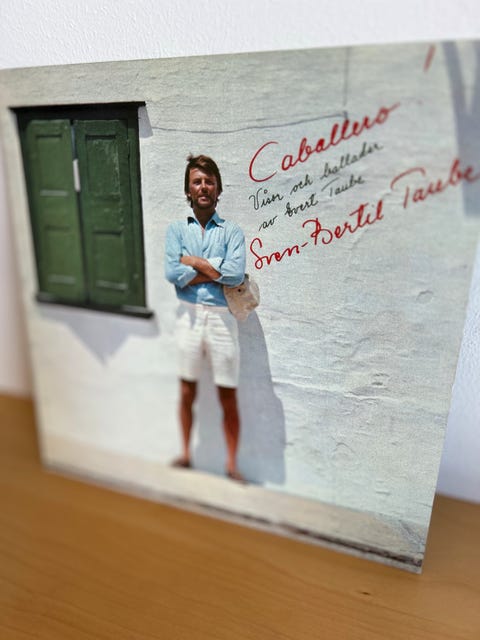 Caballero
Visor och ballader
av Evert Taube
Sven-Bertil Taube